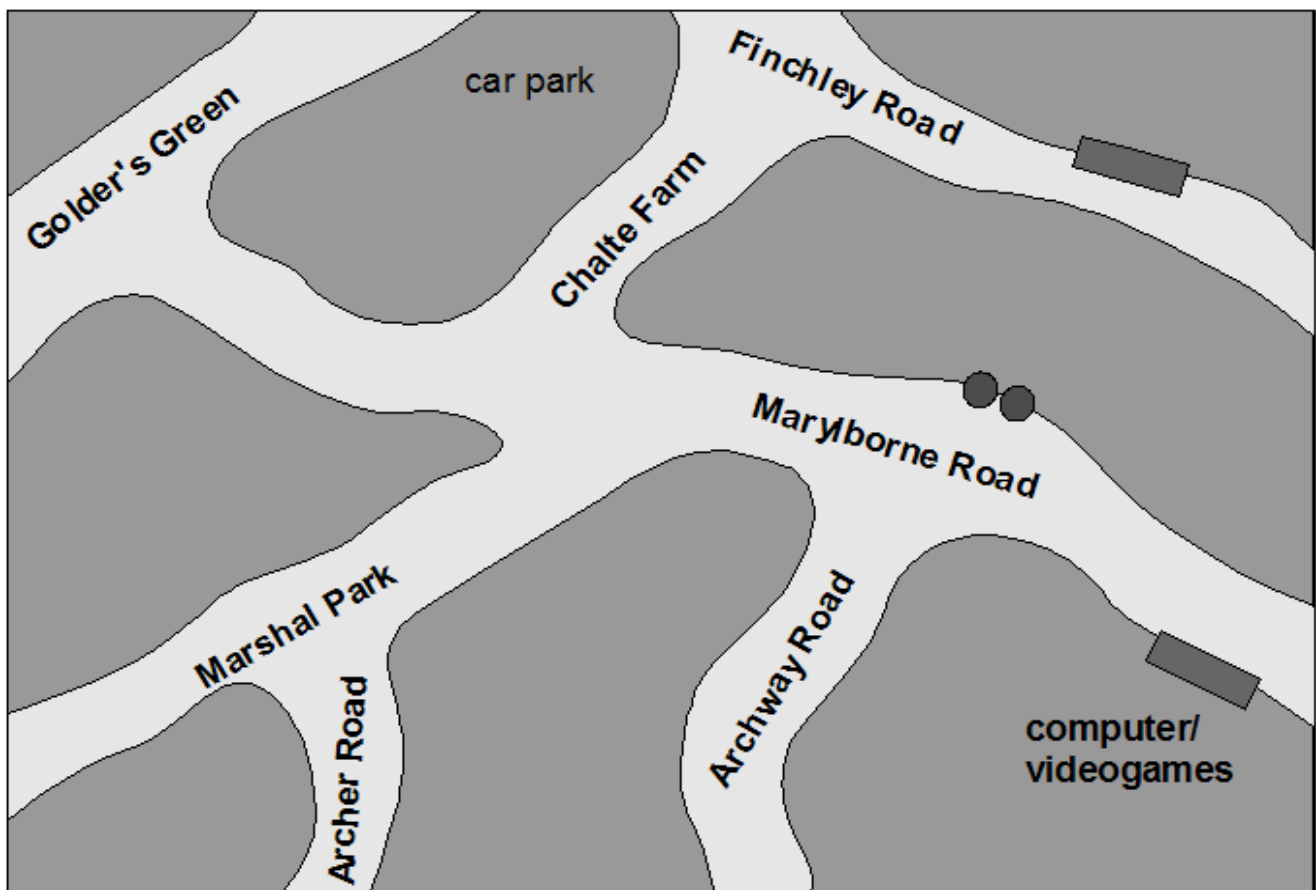 Finchley Road
car park
Golder's Green
Chalte Farm
Marylborne Road
Marshal Park
Archway Road
Archer Road
computer/
videogames